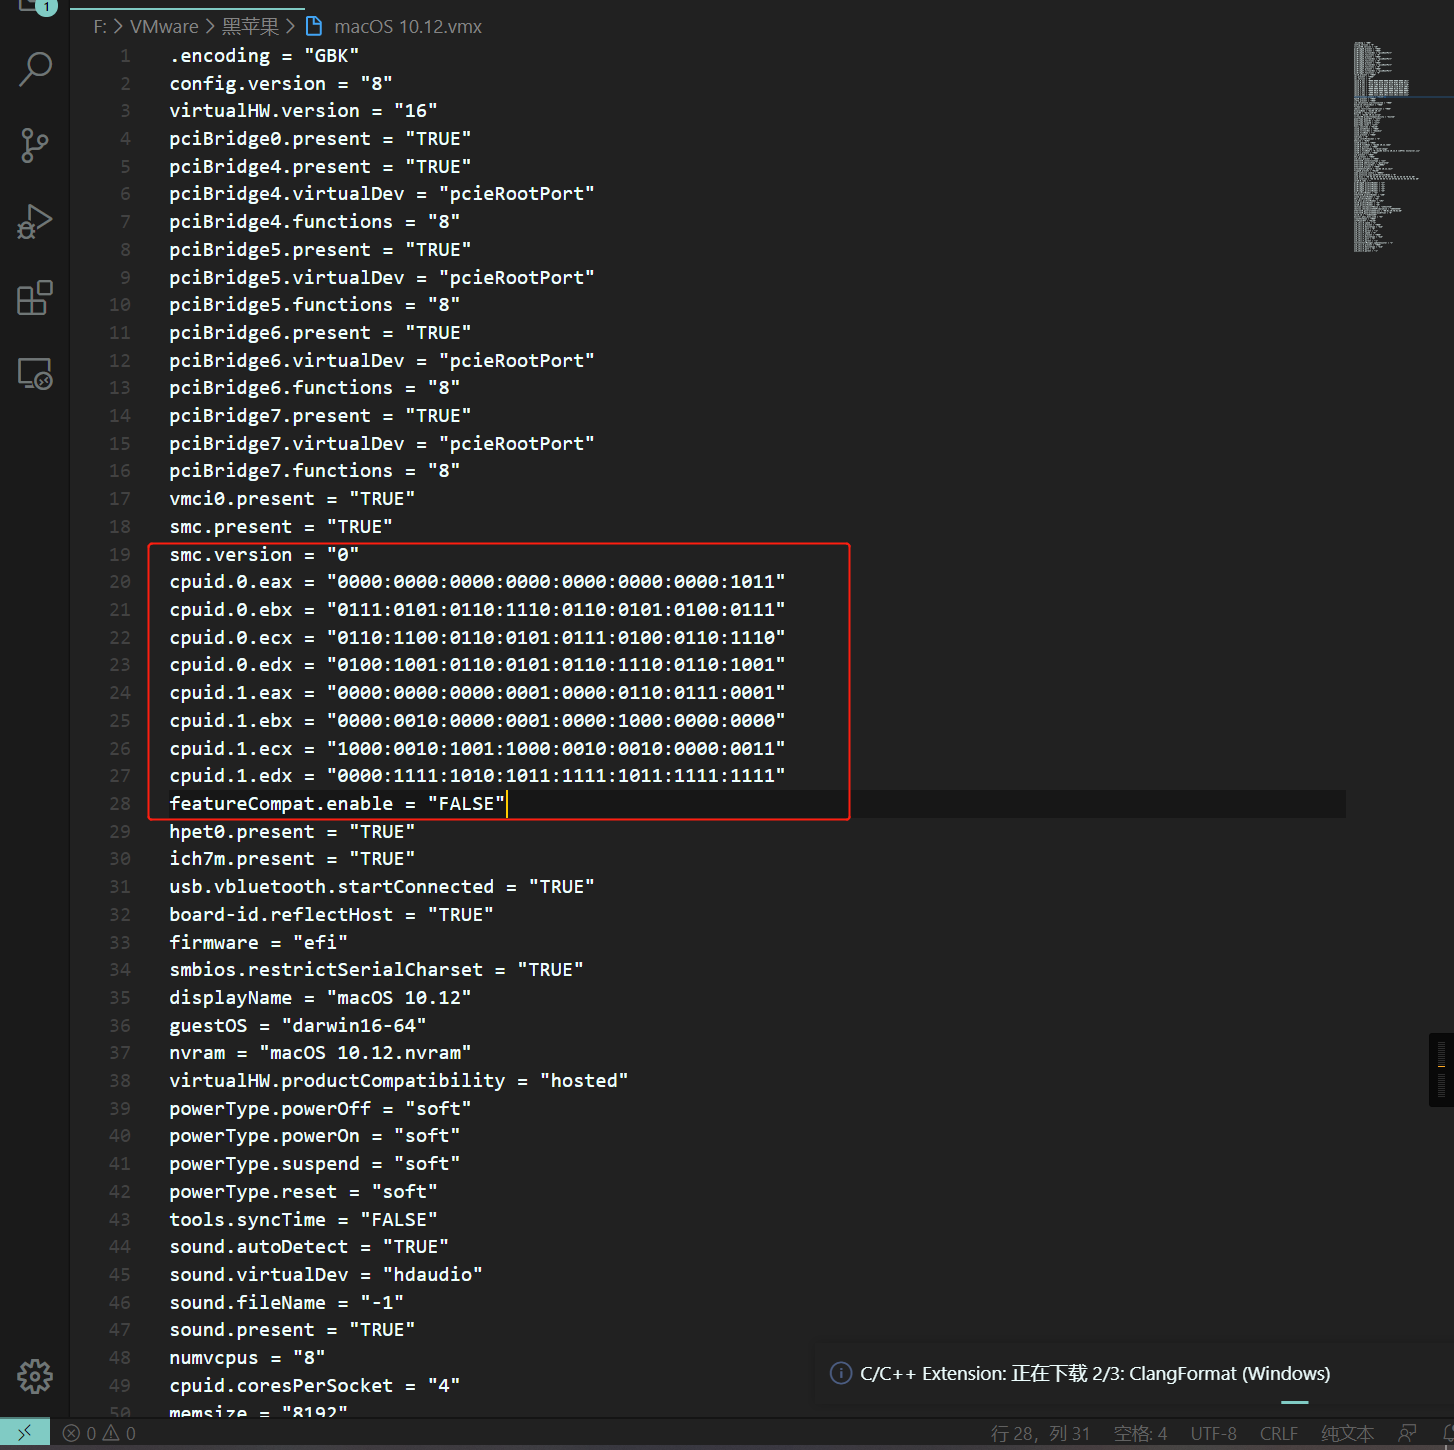 1
F: > VMware > 黑苹果 > macOS 10.12.vmx
1 .encoding = "GBK"
2 config.version = "8"
3 virtualHW.version = "16"
4 pciBridge0.present = "TRUE"
5 pciBridge4.present = "TRUE"
6 pciBridge4.virtualDev = "pcieRootPort"
7 pciBridge4.functions = "8"
8 pciBridge5.present = "TRUE"
9 pciBridge5.virtualDev = "pcieRootPort"
10 pciBridge5.functions = "8"
11 pciBridge6.present = "TRUE"
12 pciBridge6.virtualDev = "pcieRootPort"
13 pciBridge6.functions = "8"
14 pciBridge7.present = "TRUE"
15 pciBridge7.virtualDev = "pcieRootPort"
16 pciBridge7.functions = "8"
17 vmci0.present = "TRUE"
18 smc.present = "TRUE"
19 smc.version = "0"
20 cpuid.0.eax = "0000:0000:0000:0000:0000:0000:0000:1011"
21 cpuid.0.ebx = "0111:0101:0110:1110:0110:0101:0100:0111"
22 cpuid.0.ecx = "0110:1100:0110:0101:0111:0100:0110:1110"
23 cpuid.0.edx = "0100:1001:0110:0101:0110:1110:0110:1001"
24 cpuid.1.eax = "0000:0000:0000:0001:0000:0110:0111:0001"
25 cpuid.1.ebx = "0000:0010:0000:0001:0000:1000:0000:0000"
26 cpuid.1.ecx = "1000:0010:1001:1000:0010:0010:0000:0011"
27 cpuid.1.edx = "0000:1111:1010:1011:1111:1011:1111:1111"
28 featureCompat.enable = "FALSE"
29 hpet0.present = "TRUE"
30 ich7m.present = "TRUE"
31 usb.vbluetooth.startConnected = "TRUE"
32 board-id.reflectHost = "TRUE"
33 firmware = "efi"
34 smbios.restrictSerialCharset = "TRUE"
35 displayName = "macOS 10.12"
36 guestOS = "darwin16-64"
37 nvram = "macOS 10.12.nvram"
38 virtualHW.productCompatibility = "hosted"
39 powerType.powerOff = "soft"
40 powerType.powerOn = "soft"
41 powerType.suspend = "soft"
42 powerType.reset = "soft"
43 tools.syncTime = "FALSE"
44 sound.autoDetect = "TRUE"
45 sound.virtualDev = "hdaudio"
46 sound.fileName = "-1"
47 sound.present = "TRUE"
48 numvcpus = "8"
49 cpuid.coresPerSocket = "4"
50 memsize = "8192"
C/C++ Extension: 正在下载 2/3: ClangFormat (Windows)
0 0 行 28，列 31 空格: 4 UTF-8 CRLF 纯文本